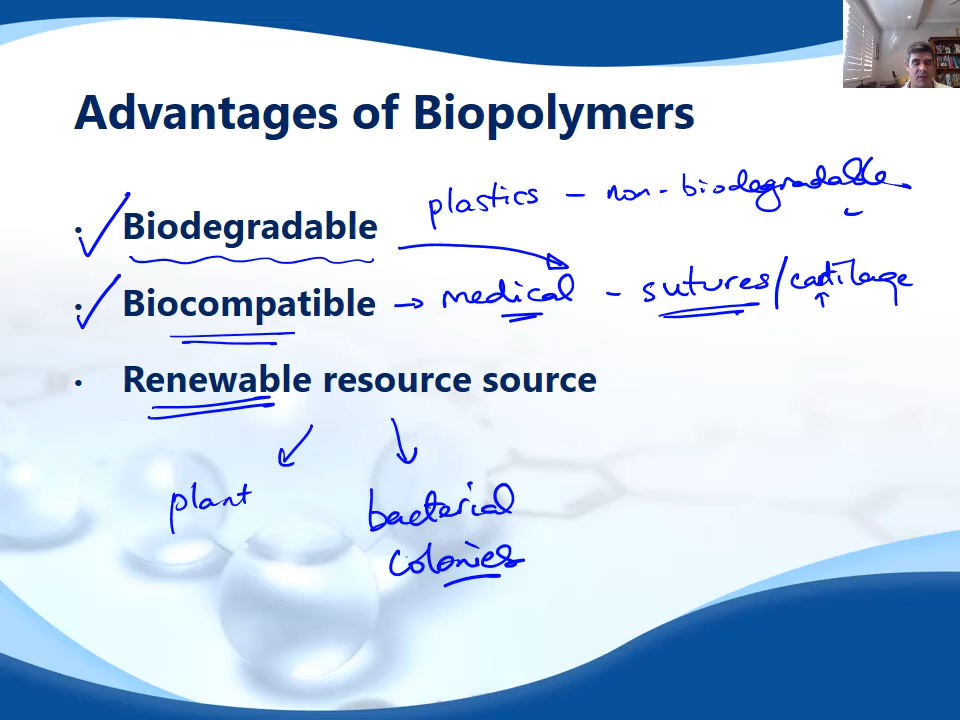 Advantages of Biopolymers
plastics - non-biodegradable
• Biodegradable
• Biocompatible → medical - sutures/cartilage
• Renewable resource source
plant
bacterial
colonies